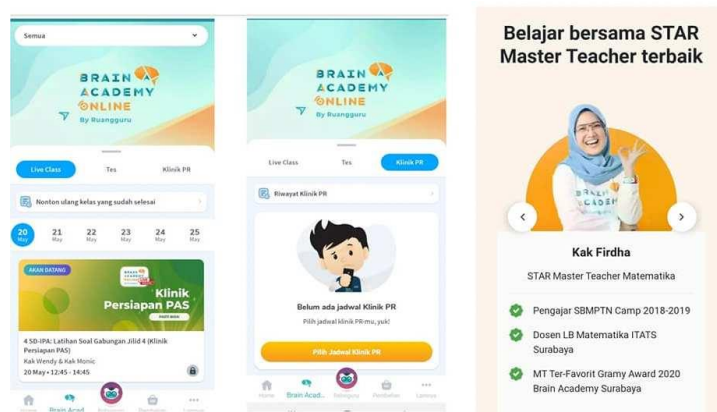 Semua
BRAIN
ACADEMY
ONLINE
By Ruangguru
Live Class
Tes
Klinik PR
Nonton ulang kelas yang sudah selesai
20 21 22 23 24 25
May May May May May May
AKAN DATANG
Klinik
Persiapan PAS
4 SD-IPA: Latihan Soal Gabungan Jilid 4 (Klinik
Persiapan PAS)
Kak Wendy & Kak Monic
20 May • 12:45 - 14:45
Home
Brain Acad...
Pembelian
Lainnya
BRAIN
ACADEMY
ONLINE
By Ruangguru
Live Class
Tes
Klinik PR
Riwayat Klinik PR
Belum ada jadwal Klinik PR
Pilih jadwal klinik PR-mu, yuk!
Pilih Jadwal Klinik PR
Home
Brain Acad...
Pembelian
Lainnya
Belajar bersama STAR
Master Teacher terbaik
Kak Firdha
STAR Master Teacher Matematika
Pengajar SBMPTN Camp 2018-2019
Dosen LB Matematika ITATS
Surabaya
MT Ter-Favorit Gramy Award 2020
Brain Academy Surabaya